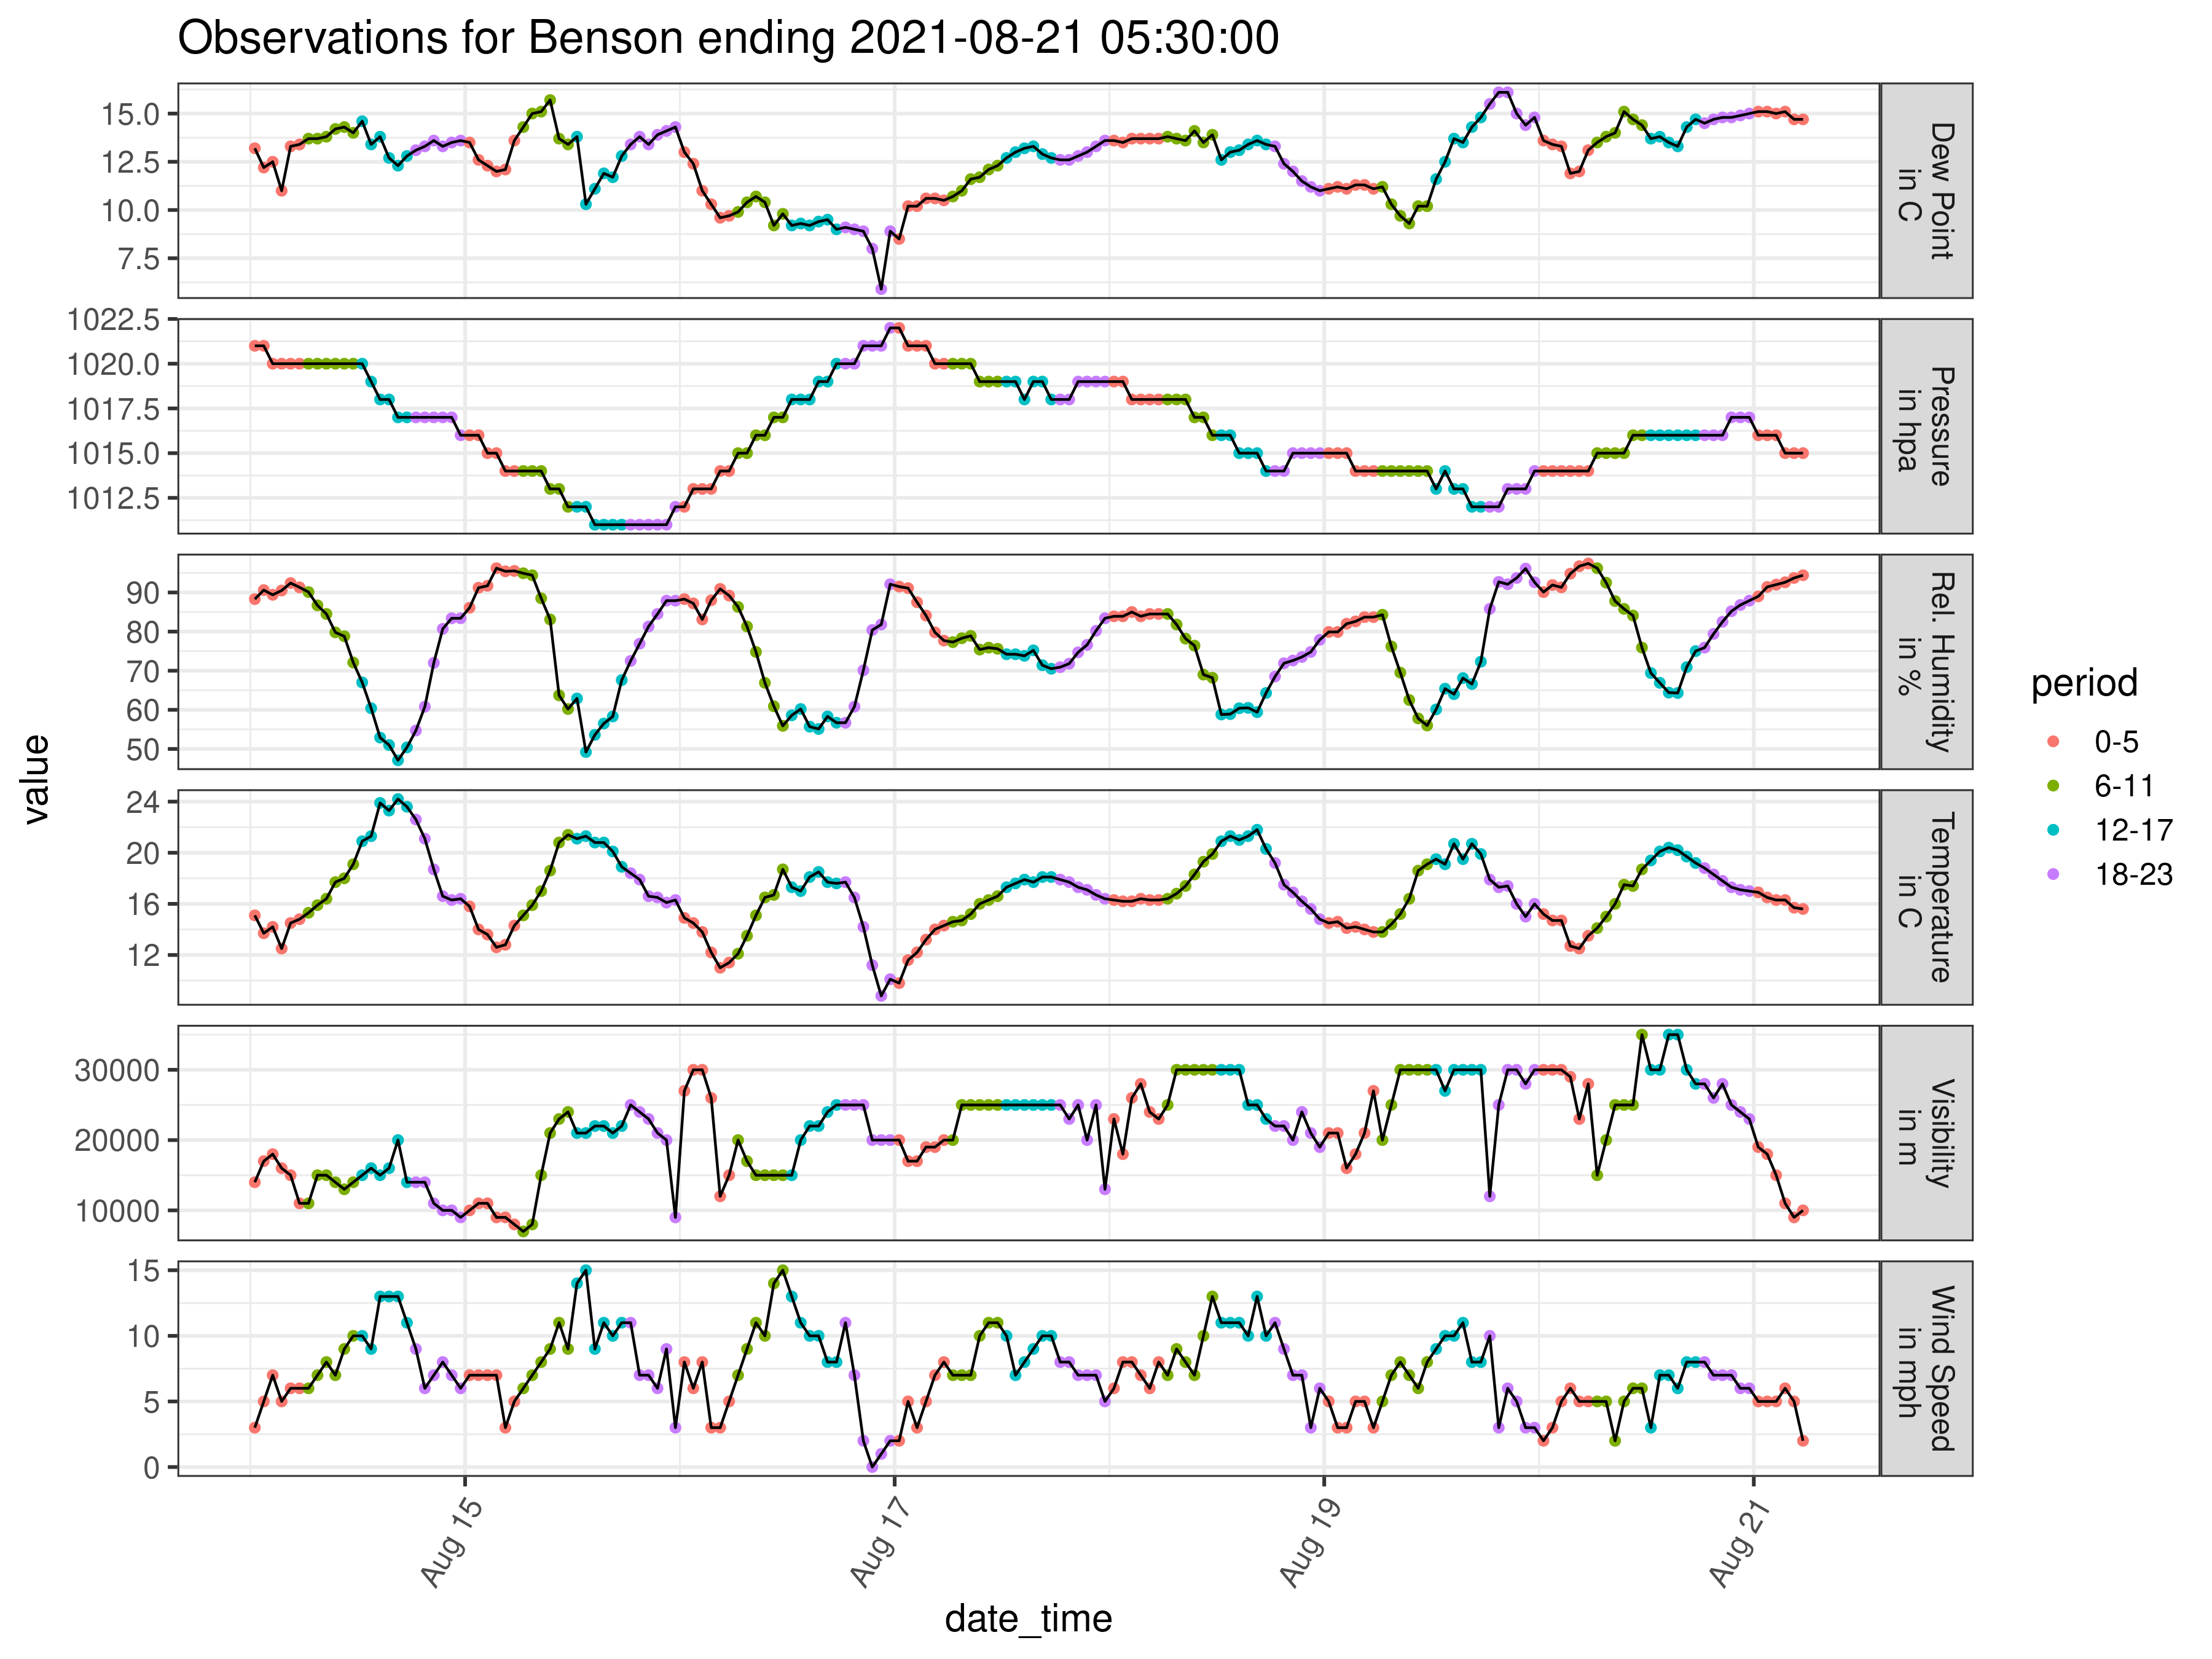 Observations for Benson ending 2021-08-21 05:30:00
15.0
12.5
10.0
7.5
Dew Point
in C
1022.5
1020.0
1017.5
1015.0
1012.5
Pressure
in hpa
90
80
70
60
50
Rel. Humidity
in %
24
20
16
12
Temperature
in C
30000
20000
10000
Visibility
in m
15
10
5
0
Wind Speed
in mph
value
Aug 15
Aug 17
Aug 19
Aug 21
date_time
period
0-5
6-11
12-17
18-23